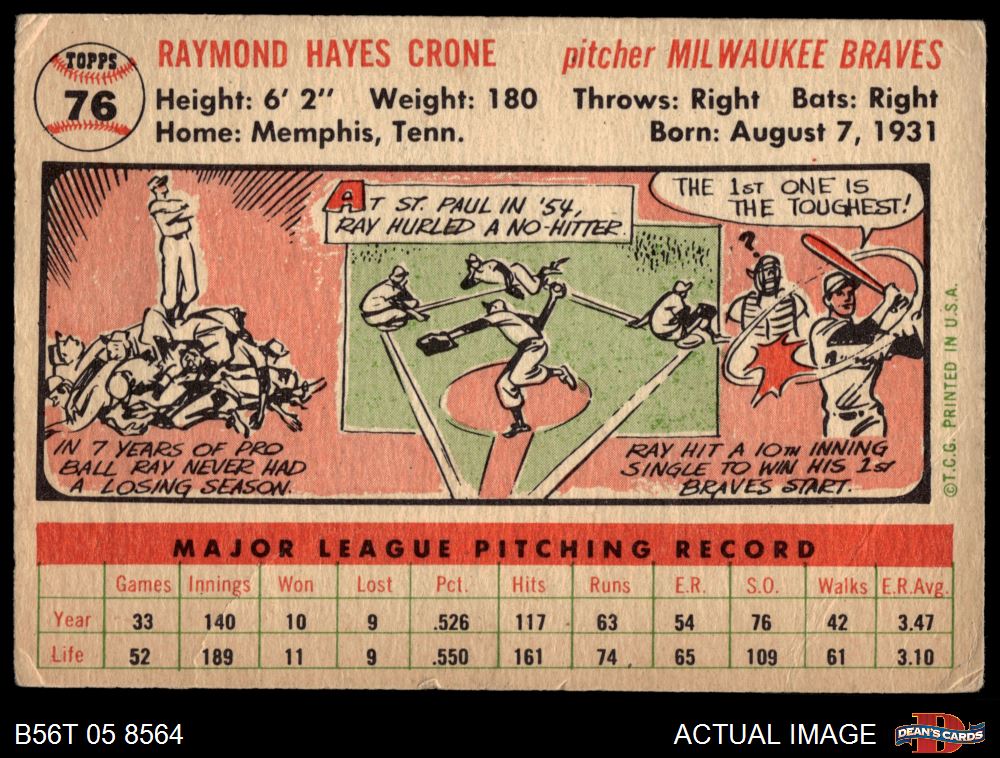 TOPPS
76
RAYMOND HAYES CRONE pitcher MILWAUKEE BRAVES
Height: 6' 2" Weight: 180 Throws: Right Bats: Right
Home: Memphis, Tenn. Born: August 7, 1931
IN 7 YEARS OF PRO
BALL RAY NEVER HAD
A LOSING SEASON.
AT ST. PAUL IN '54,
RAY HURLED A NO-HITTER.
THE 1ST ONE IS
THE TOUGHEST!
?
RAY HIT A 10TH INNING
SINGLE TO WIN HIS 1st
BRAVES START.
©T.C.G. PRINTED IN U.S.A.
MAJOR LEAGUE PITCHING RECORD
Games Innings Won Lost Pct. Hits Runs E.R. S.O. Walks E.R.Avg.
Year 33 140 10 9 .526 117 63 54 76 42 3.47
Life 52 189 11 9 .550 161 74 65 109 61 3.10
B56T 05 8564 ACTUAL IMAGE
D
DEAN'S CARDS